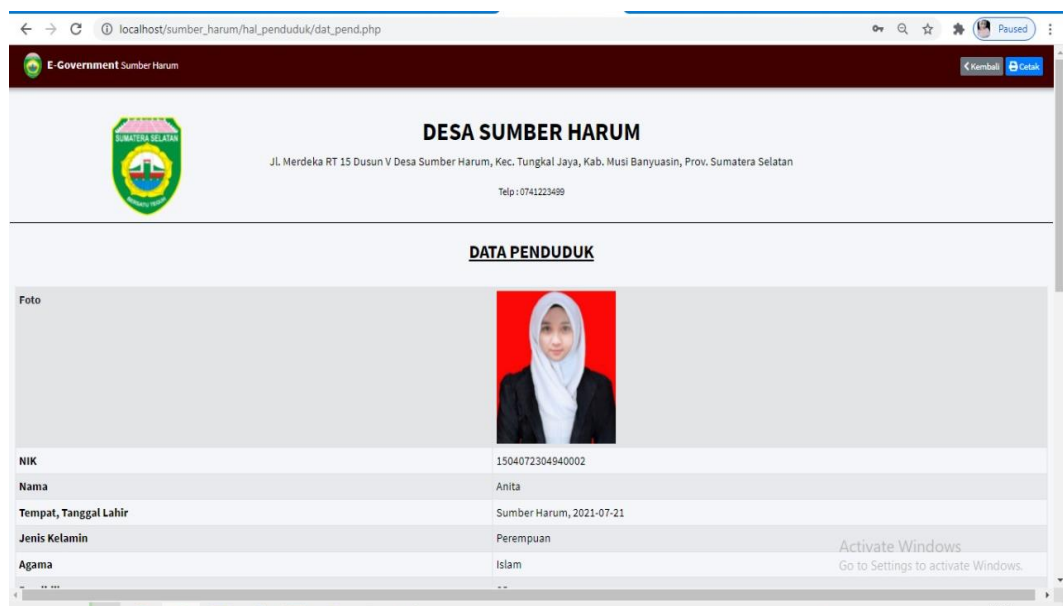 localhost/sumber_harum/hal_penduduk/dat_pend.php
Paused
E-Government Sumber Harum
Kembali
Cetak
SUMATERA SELATAN
DESA SUMBER HARUM
Jl. Merdeka RT 15 Dusun V Desa Sumber Harum, Kec. Tungkal Jaya, Kab. Musi Banyuasin, Prov. Sumatera Selatan
Telp : 0741223499
DATA PENDUDUK
Foto
NIK 1504072304940002
Nama Anita
Tempat, Tanggal Lahir Sumber Harum, 2021-07-21
Jenis Kelamin Perempuan
Agama Islam
Activate Windows
Go to Settings to activate Windows.